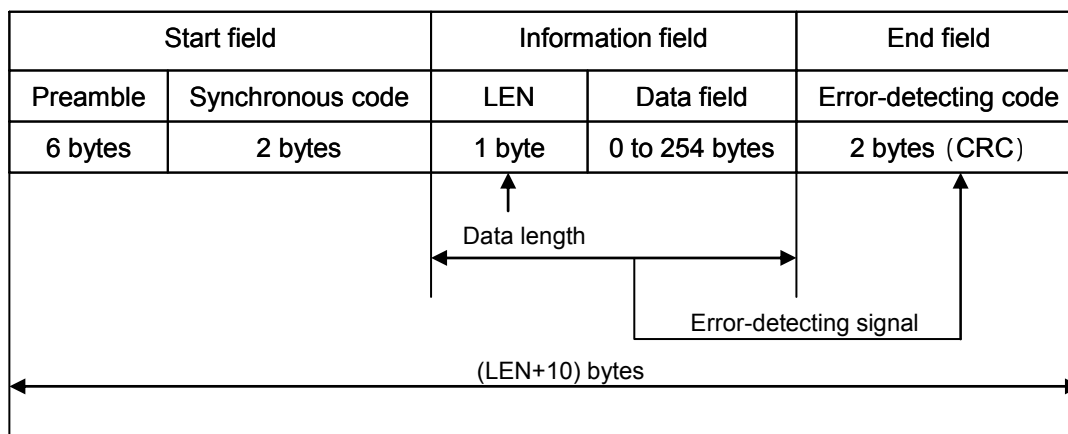 Start field Information field End field
Preamble Synchronous code LEN Data field Error-detecting code
6 bytes 2 bytes 1 byte 0 to 254 bytes 2 bytes (CRC)
Data length
Error-detecting signal
(LEN+10) bytes